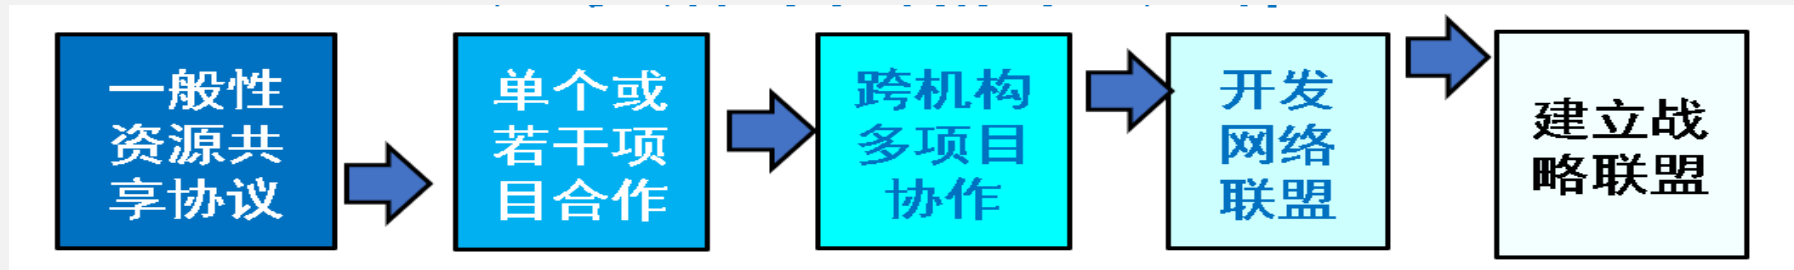 一般性
资源共
享协议
单个或
若干项
目合作
跨机构
多项目
协作
开发
网络
联盟
建立战
略联盟